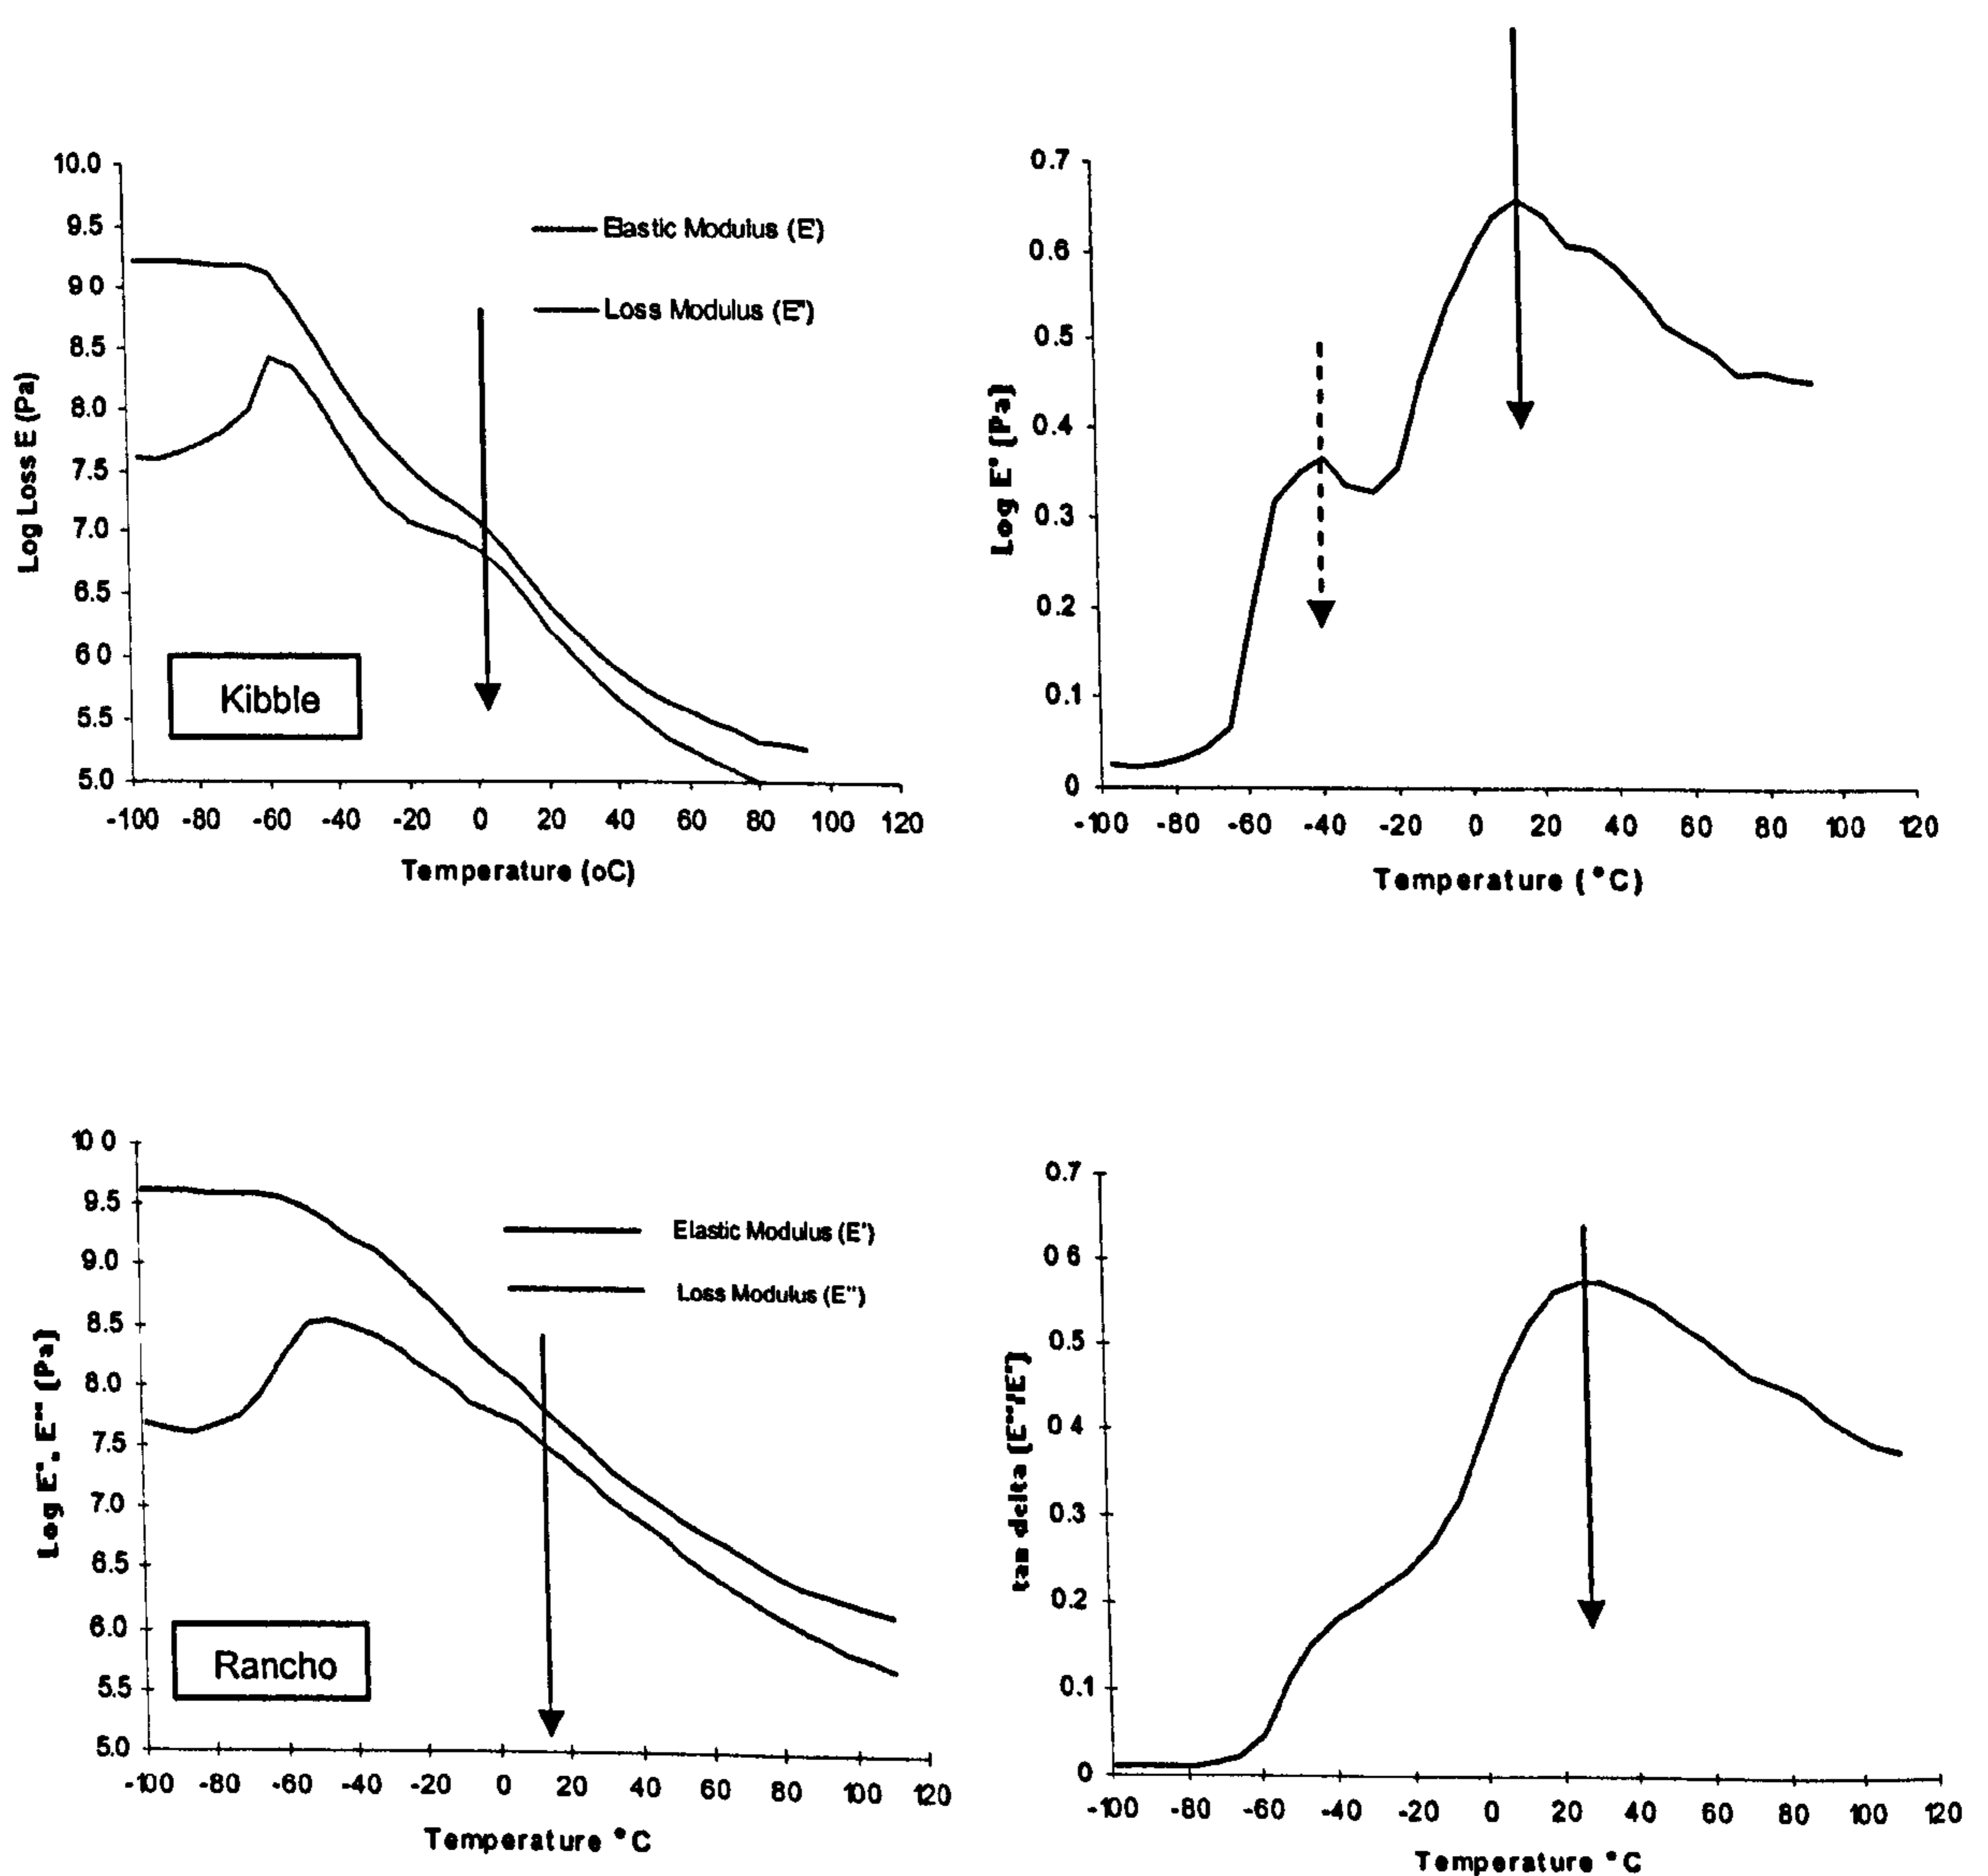 10.0
9.5
9.0
8.5
8.0
7.5
7.0
6.5
6.0
5.5
5.0
Log Loss E (Pa)
Elastic Modulus (E')
Loss Modulus (E")
Kibble
-100 -80 -60 -40 -20 0 20 40 60 80 100 120
Temperature (oC)
0.7
0.6
0.5
0.4
0.3
0.2
0.1
0
Log E' (Pa)
-100 -80 -60 -40 -20 0 20 40 60 80 100 120
Temperature (°C)
10 0
9.5
9.0
8.5
8.0
7.5
7.0
6.5
6.0
5.5
5.0
Log E', E'' (Pa)
Elastic Modulus (E')
Loss Modulus (E'')
Rancho
-100 -80 -60 -40 -20 0 20 40 60 80 100 120
Temperature °C
0.7
0 6
0.5
0 4
0.3
0.2
0.1
0
tan delta (E''/E')
-100 -80 -60 -40 -20 0 20 40 60 80 100 120
Temperature °C